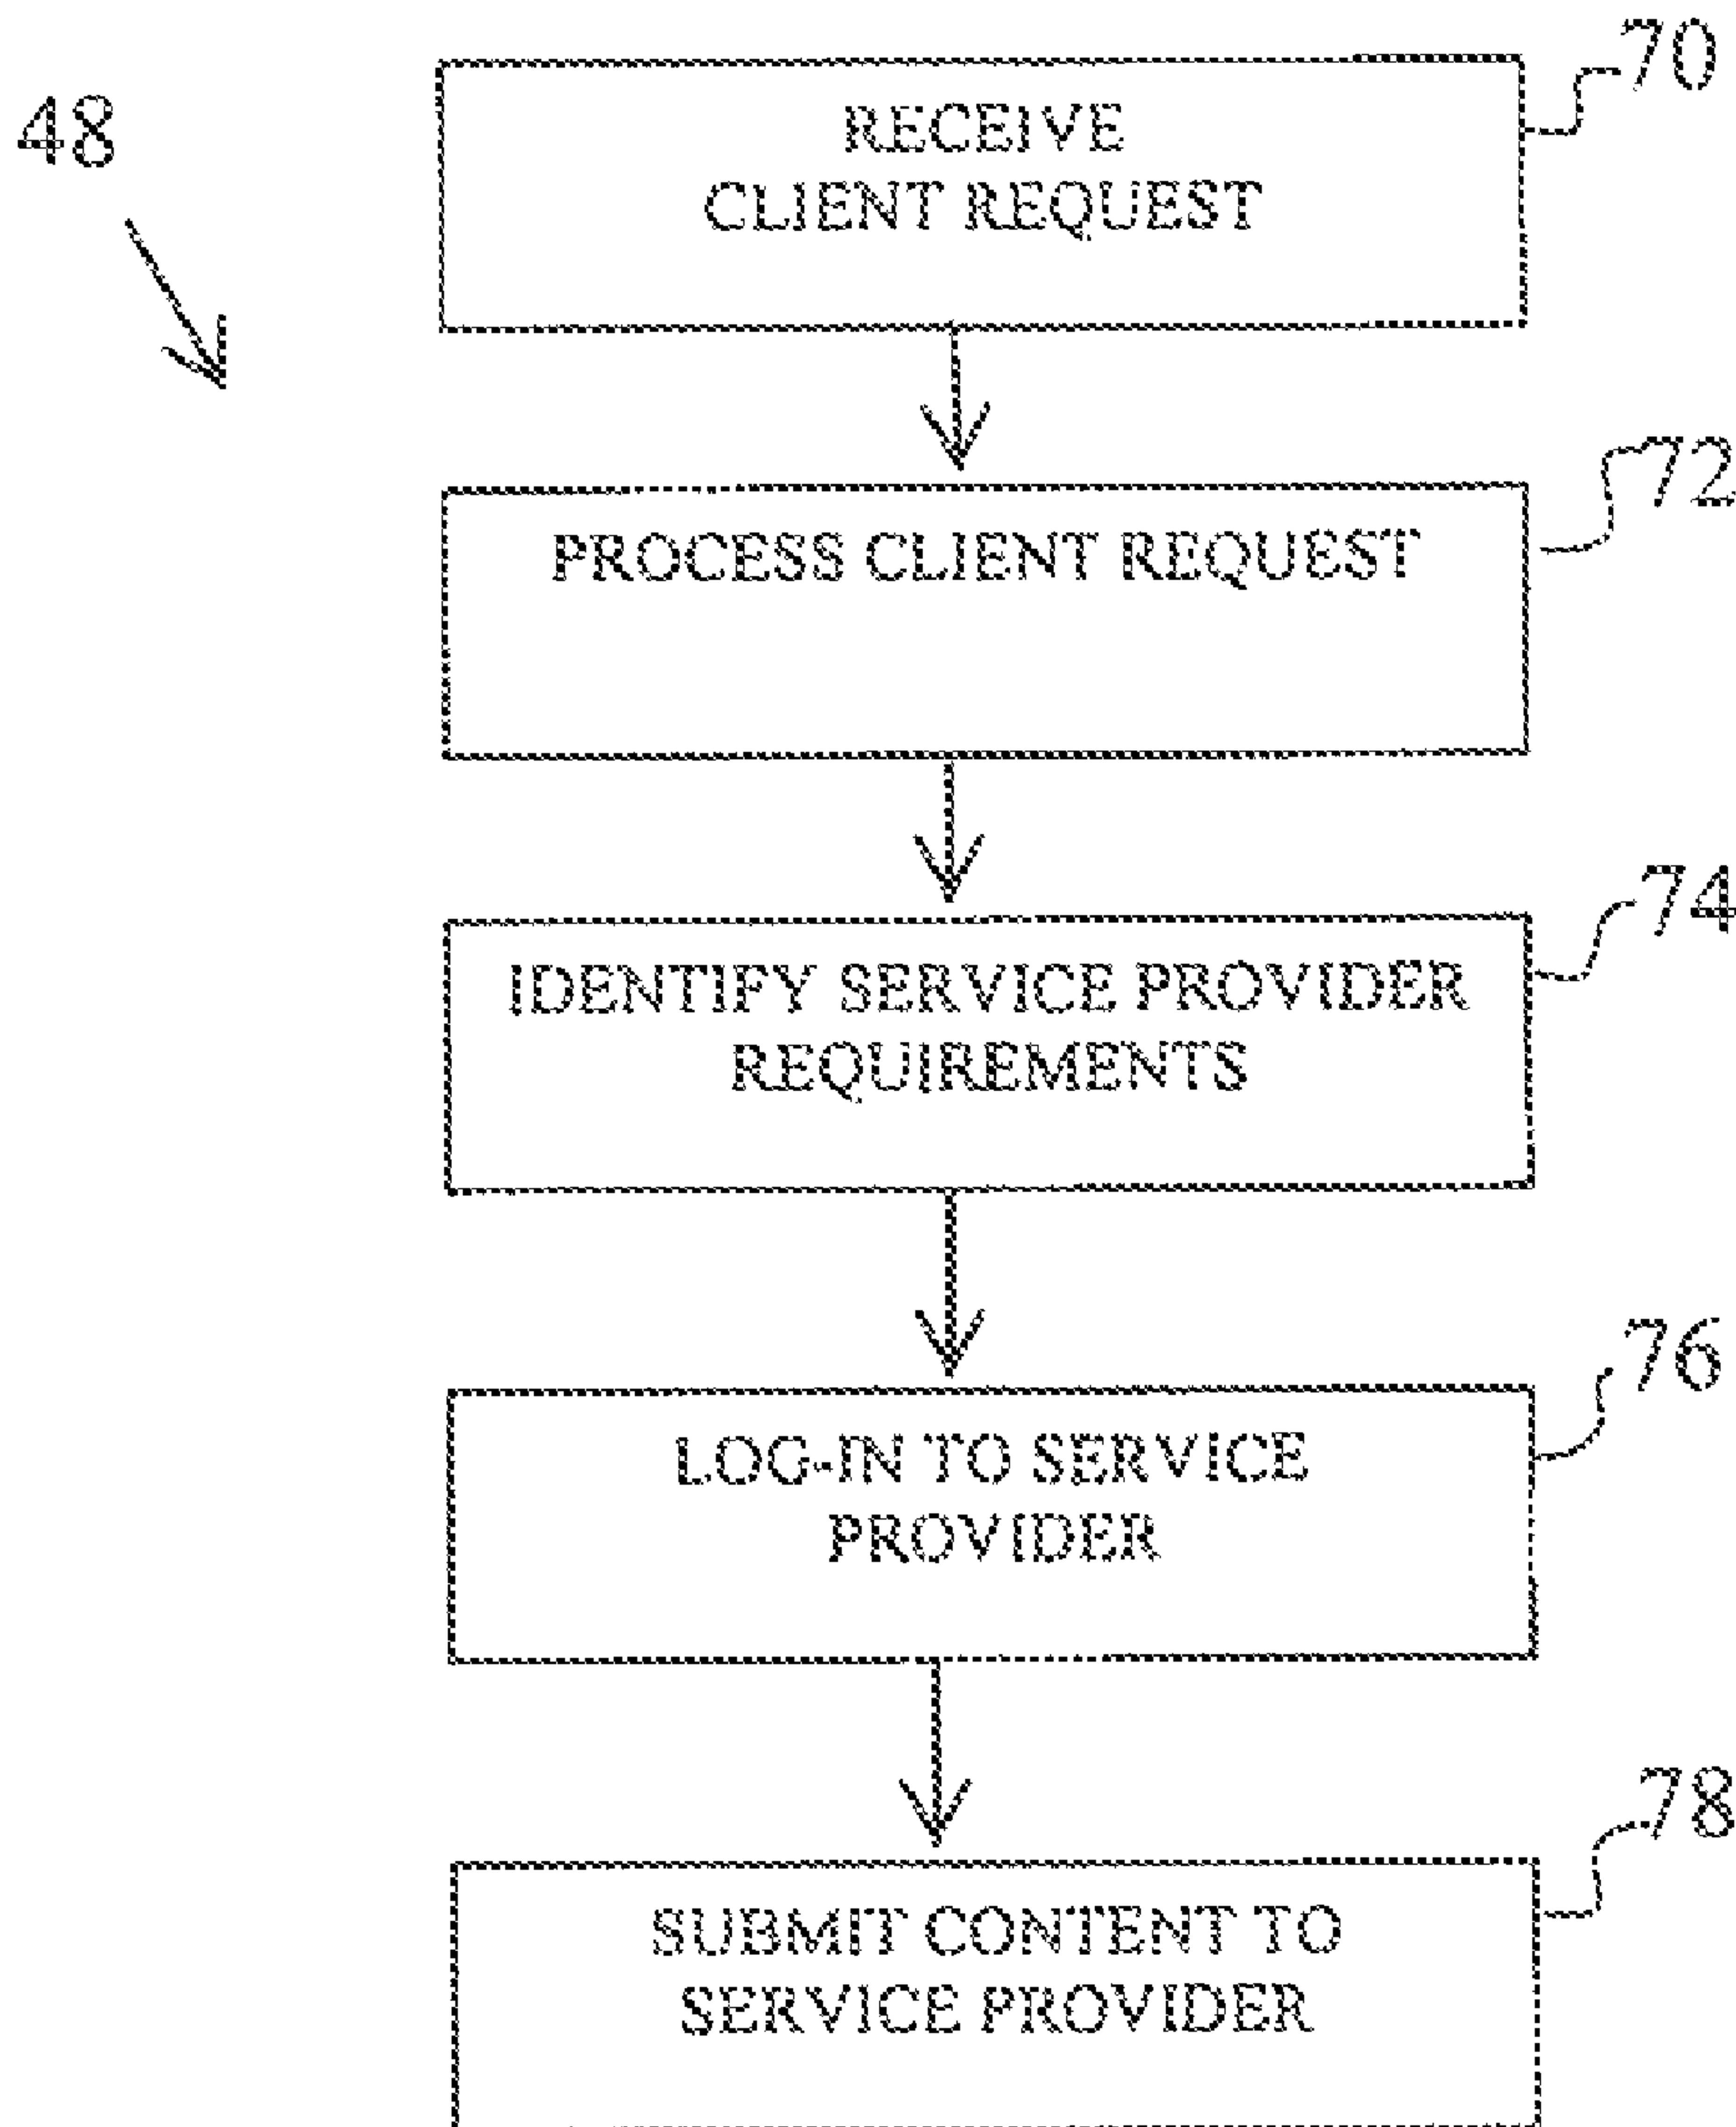 70
48
RECEIVE
CLIENT REQUEST
72
PROCESS CLIENT REQUEST
74
IDENTIFY SERVICE PROVIDER
REQUIREMENTS
76
LOG-IN TO SERVICE
PROVIDER
78
SUBMIT CONTENT TO
SERVICE PROVIDER